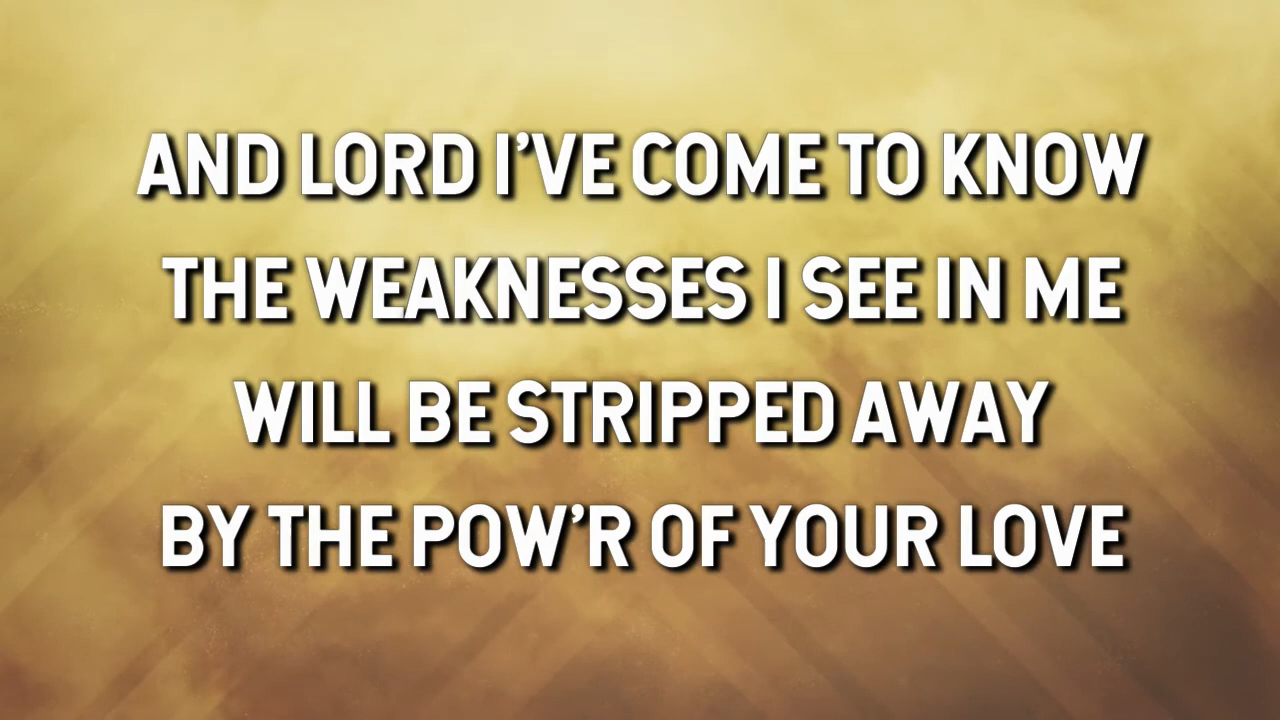 AND LORD I'VE COME TO KNOW
THE WEAKNESSES I SEE IN ME
WILL BE STRIPPED AWAY
BY THE POW'R OF YOUR LOVE